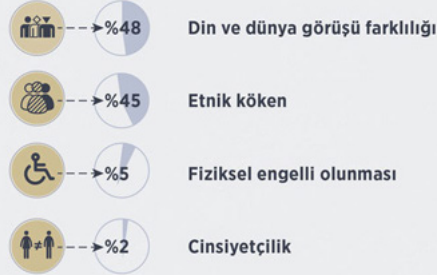 %48 Din ve dünya görüşü farklılığı
%45 Etnik köken
%5 Fiziksel engelli olunması
%2 Cinsiyetçilik